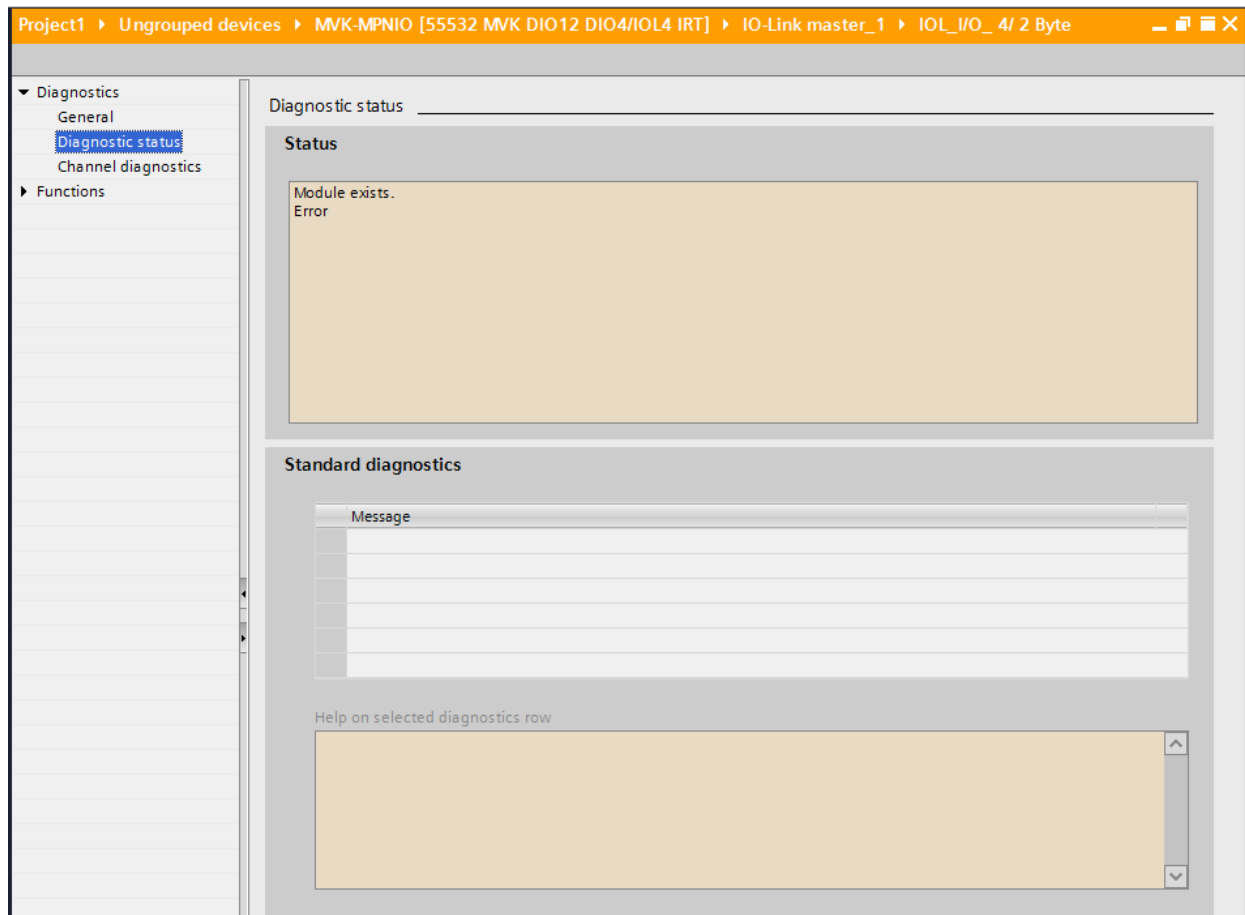 Project1 ▸ Ungrouped devices ▸ MVK-MPNIO [55532 MVK DIO12 DIO4/IOL4 IRT] ▸ IO-Link master_1 ▸ IOL_I/O_ 4/ 2 Byte
Diagnostics
General
Diagnostic status
Channel diagnostics
Functions
Diagnostic status
Status
Module exists.
Error
Standard diagnostics
Message
Help on selected diagnostics row